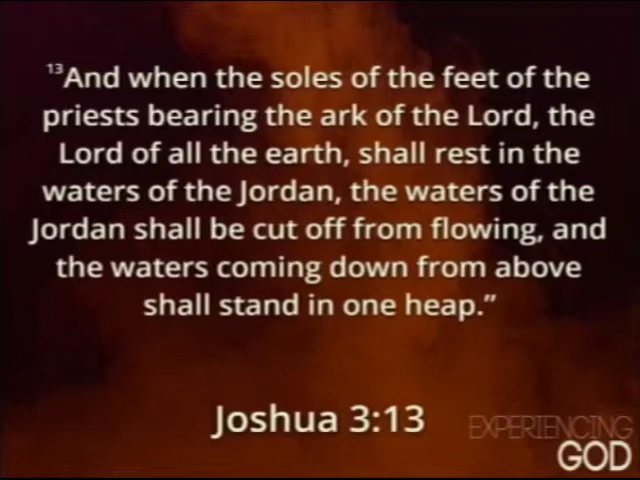 ¹³And when the soles of the feet of the
priests bearing the ark of the Lord, the
Lord of all the earth, shall rest in the
waters of the Jordan, the waters of the
Jordan shall be cut off from flowing, and
the waters coming down from above
shall stand in one heap.”
Joshua 3:13
EXPERIENCING
GOD